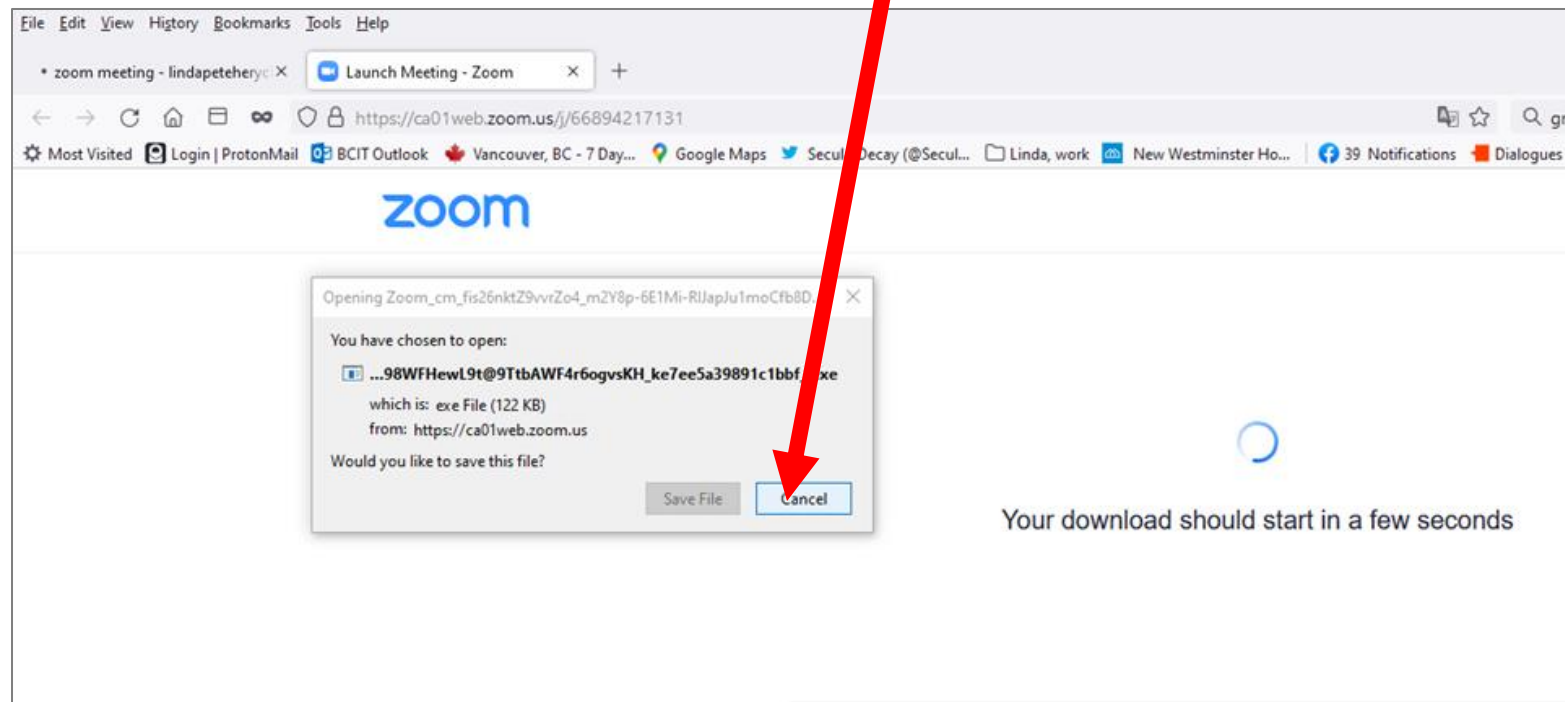 File Edit View History Bookmarks Tools Help
• zoom meeting - lindapeteheryc Launch Meeting - Zoom
https://ca01web.zoom.us/j/66894217131 gr
Most Visited Login | ProtonMail BCIT Outlook Vancouver, BC - 7 Day... Google Maps Decay (@Secul... Linda, work New Westminster Ho... 39 Notifications Dialogues
zoom
Opening Zoom_cm_fis26nktZ9vvrZo4_m2Y8p-6E1Mi-RlJapJu1moCfb8D...
You have chosen to open:
...98WFHewL9t@9TtbAWF4r6ogvsKH_ke7ee5a39891c1bbf_ xe
which is: exe File (122 KB)
from: https://ca01web.zoom.us
Would you like to save this file?
Save File Cancel
Your download should start in a few seconds